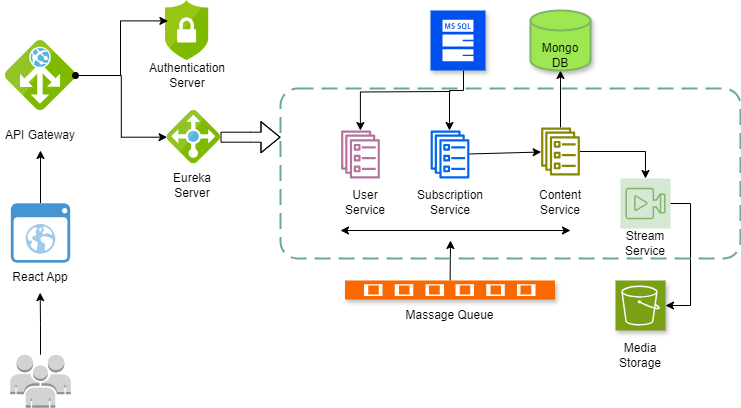 MS SQL
Mongo
DB
Authentication
Server
API Gateway
Eureka
Server
User
Service
Subscription
Service
Content
Service
Stream
Service
React App
Massage Queue
Media
Storage